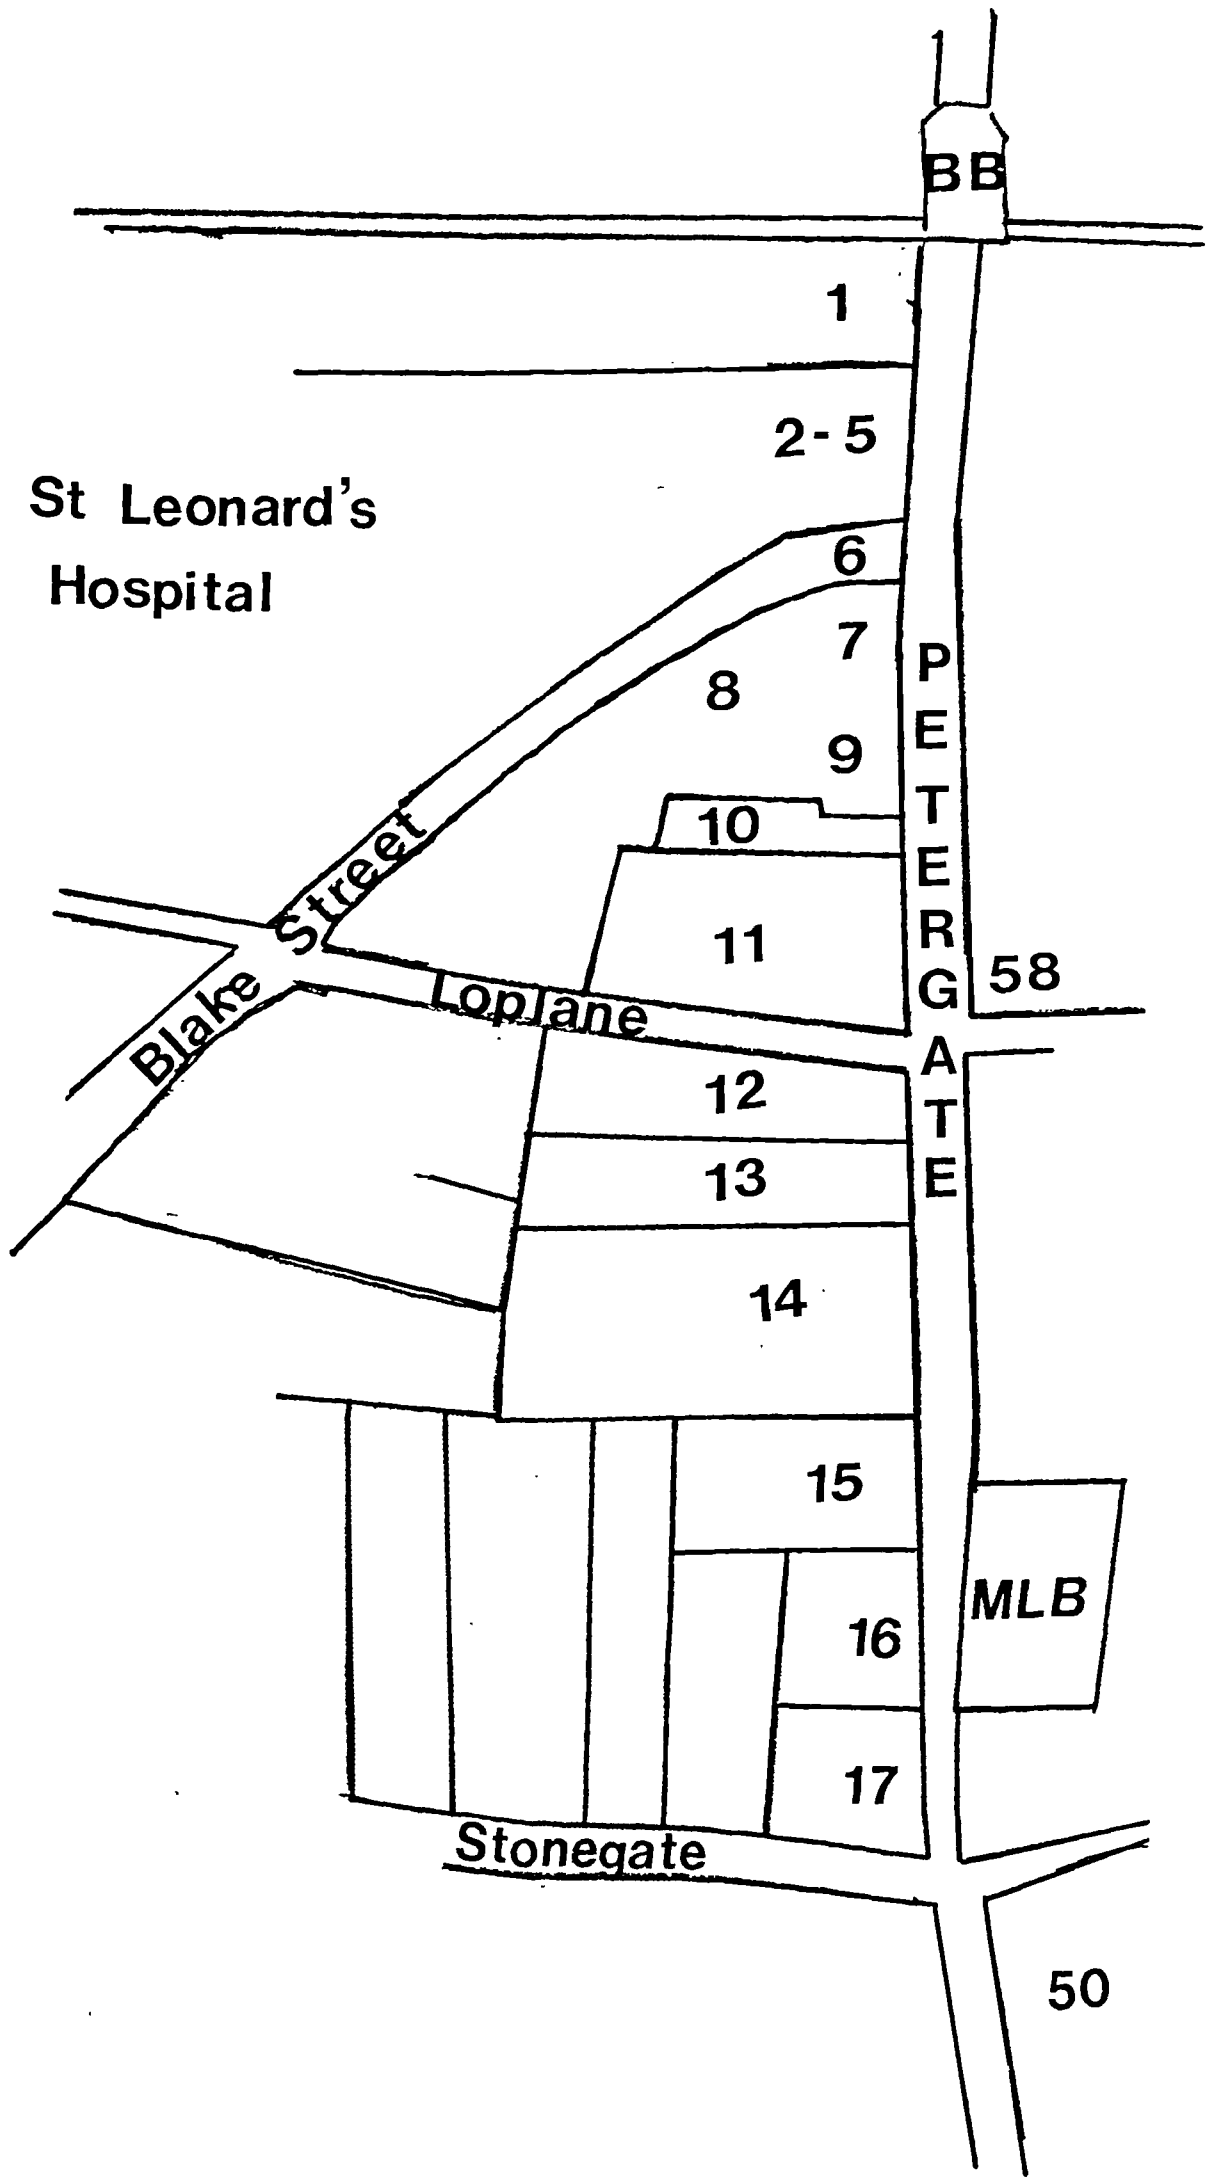 BB
1
2-5
St Leonard's
Hospital
6
7
8
9
10
PETERGATE
11
58
Blake Street
Loplane
12
13
14
15
MLB
16
17
Stonegate
50